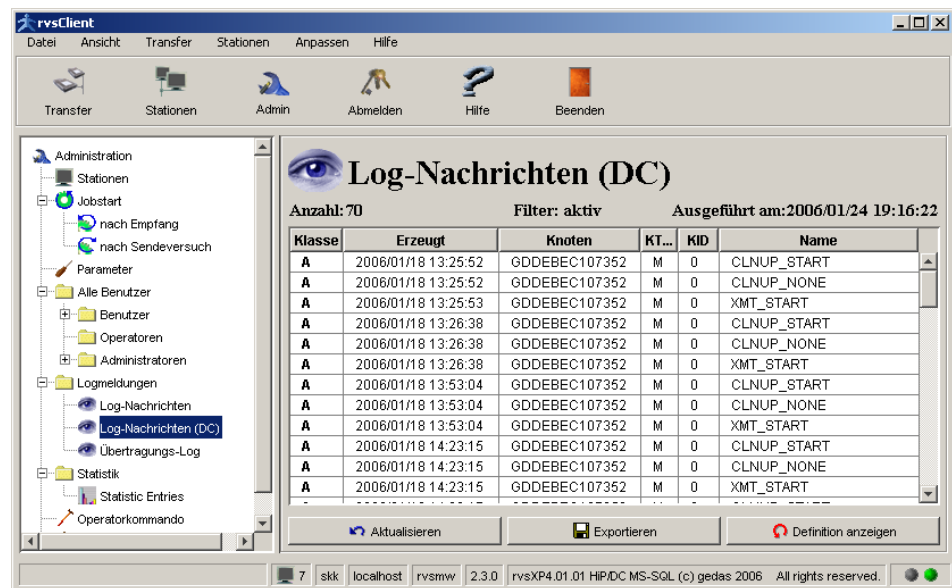 rvsClient
Datei Ansicht Transfer Stationen Anpassen Hilfe
Transfer Stationen Admin Abmelden Hilfe Beenden
Administration
Stationen
Jobstart
nach Empfang
nach Sendeversuch
Parameter
Alle Benutzer
Benutzer
Operatoren
Administratoren
Logmeldungen
Log-Nachrichten
Log-Nachrichten (DC)
Übertragungs-Log
Statistik
Statistic Entries
Operatorkommando
Log-Nachrichten (DC)
Anzahl: 70 Filter: aktiv Ausgeführt am:2006/01/24 19:16:22
Klasse Erzeugt Knoten KT... KID Name
A 2006/01/18 13:25:52 GDDEBEC107352 M 0 CLNUP_START
A 2006/01/18 13:25:52 GDDEBEC107352 M 0 CLNUP_NONE
A 2006/01/18 13:25:53 GDDEBEC107352 M 0 XMT_START
A 2006/01/18 13:26:38 GDDEBEC107352 M 0 CLNUP_START
A 2006/01/18 13:26:38 GDDEBEC107352 M 0 CLNUP_NONE
A 2006/01/18 13:26:38 GDDEBEC107352 M 0 XMT_START
A 2006/01/18 13:53:04 GDDEBEC107352 M 0 CLNUP_START
A 2006/01/18 13:53:04 GDDEBEC107352 M 0 CLNUP_NONE
A 2006/01/18 13:53:04 GDDEBEC107352 M 0 XMT_START
A 2006/01/18 14:23:15 GDDEBEC107352 M 0 CLNUP_START
A 2006/01/18 14:23:15 GDDEBEC107352 M 0 CLNUP_NONE
A 2006/01/18 14:23:15 GDDEBEC107352 M 0 XMT_START
Aktualisieren Exportieren Definition anzeigen
7 skk localhost rvsmw 2.3.0 rvsXP4.01.01 HiP/DC MS-SQL (c) gedas 2006 All rights reserved.